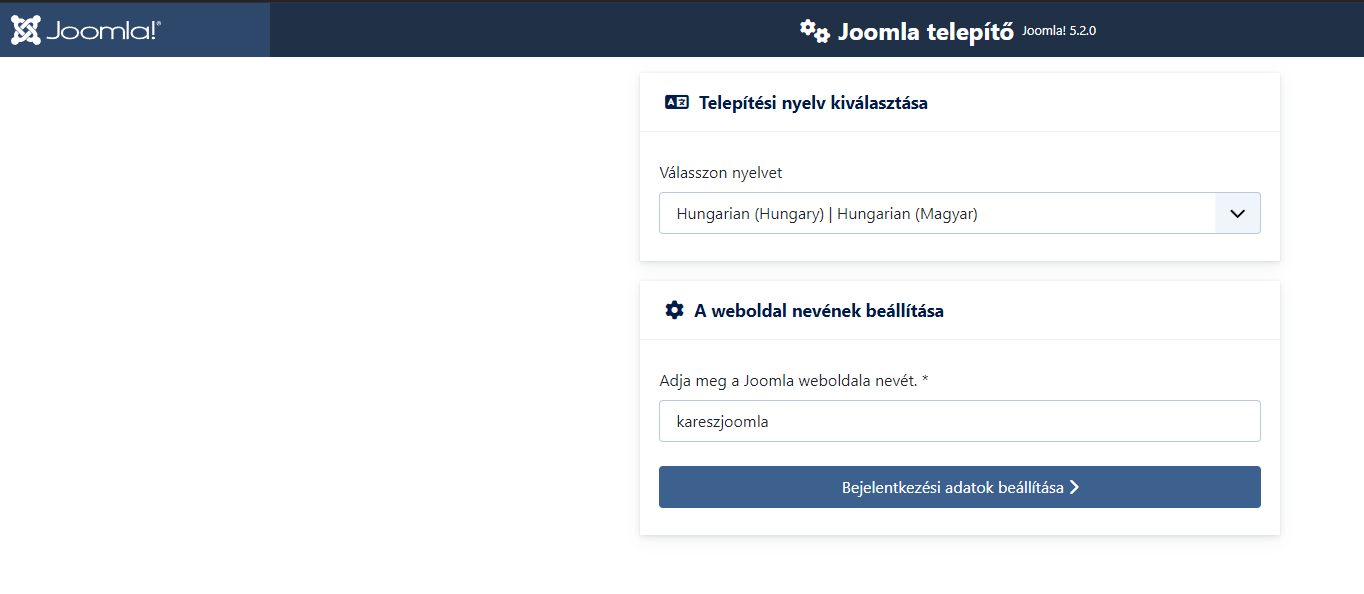 Joomla!®
Joomla telepítő Joomla! 5.2.0
Telepítési nyelv kiválasztása
Válasszon nyelvet
Hungarian (Hungary) | Hungarian (Magyar)
A weboldal nevének beállítása
Adja meg a Joomla weboldala nevét. *
kareszjoomla
Bejelentkezési adatok beállítása